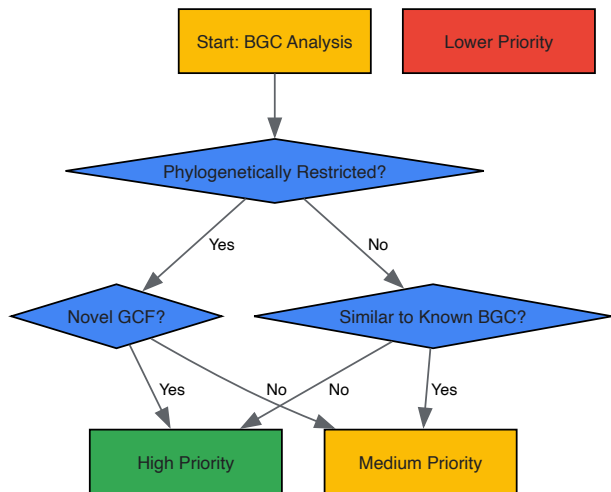 Start: BGC Analysis
Lower Priority
Phylogenetically Restricted?
Yes
No
Novel GCF?
Similar to Known BGC?
Yes
No
No
Yes
High Priority
Medium Priority